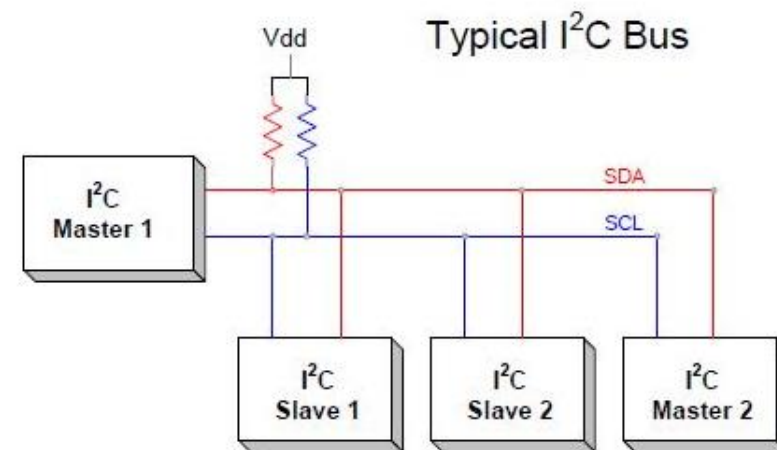 Typical I²C Bus
Vdd
SDA
SCL
I²C
Master 1
I²C
Slave 1
I²C
Slave 2
I²C
Master 2